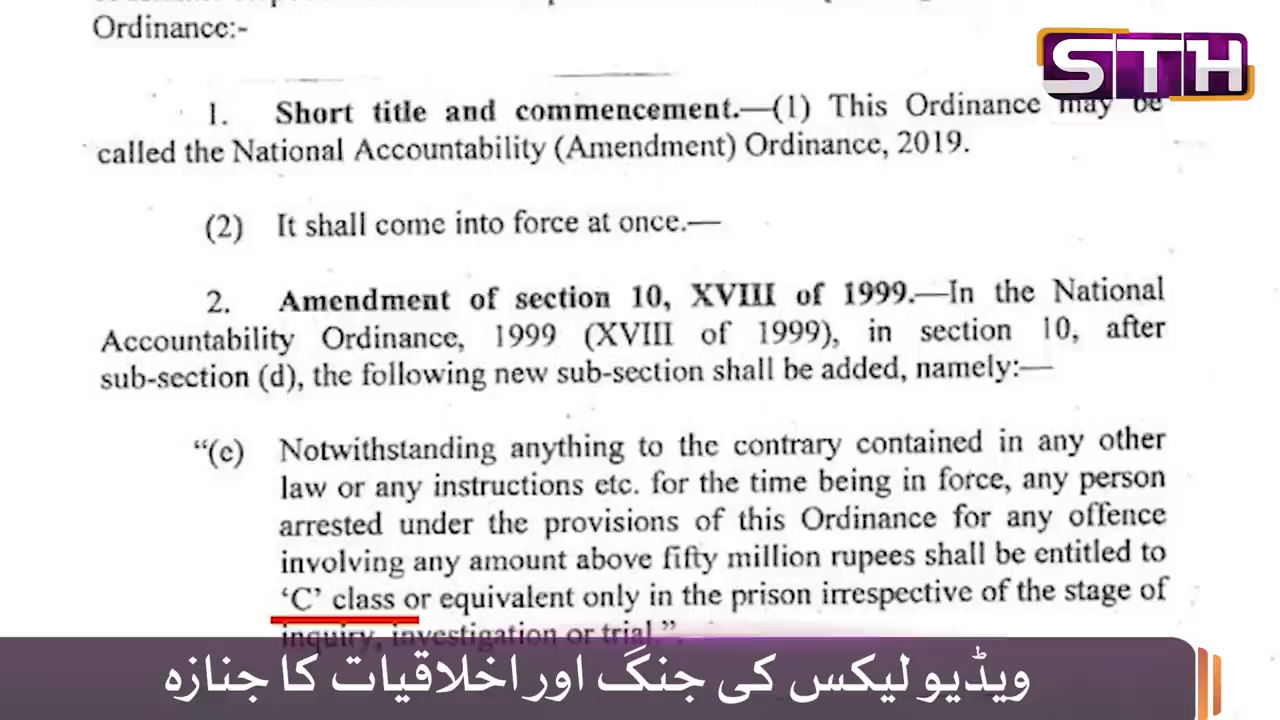 Ordinance:-
STH
1. Short title and commencement.—(1) This Ordinance may be
called the National Accountability (Amendment) Ordinance, 2019.
(2) It shall come into force at once.—
2. Amendment of section 10, XVIII of 1999.—In the National
Accountability Ordinance, 1999 (XVIII of 1999), in section 10, after
sub-section (d), the following new sub-section shall be added, namely:—
“(e) Notwithstanding anything to the contrary contained in any other
law or any instructions etc. for the time being in force, any person
arrested under the provisions of this Ordinance for any offence
involving any amount above fifty million rupees shall be entitled to
‘C’ class or equivalent only in the prison irrespective of the stage of
inquiry, investigation or trial.”.
ویڈیو لیکس کی جنگ اور اخلاقیات کا جنازہ